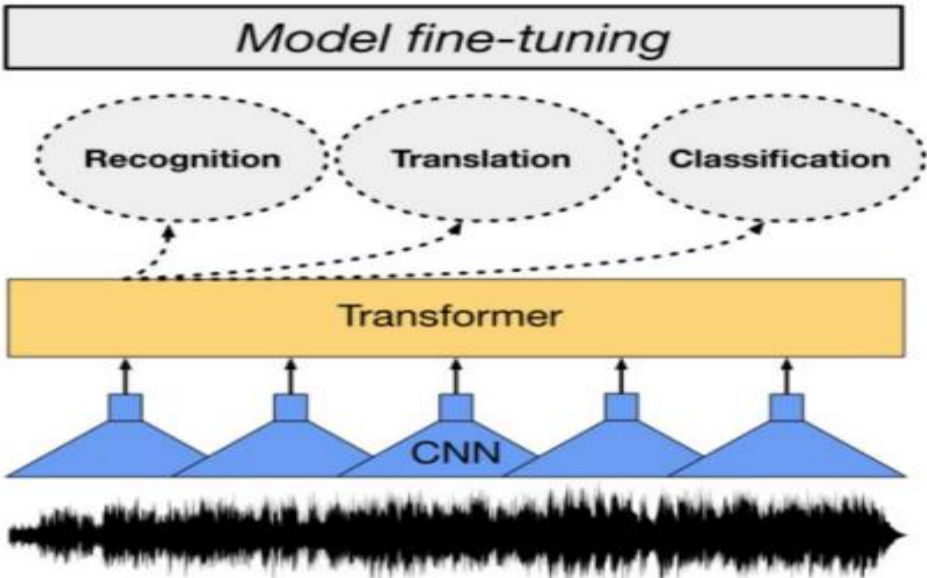 Model fine-tuning
Recognition Translation Classification
Transformer
CNN